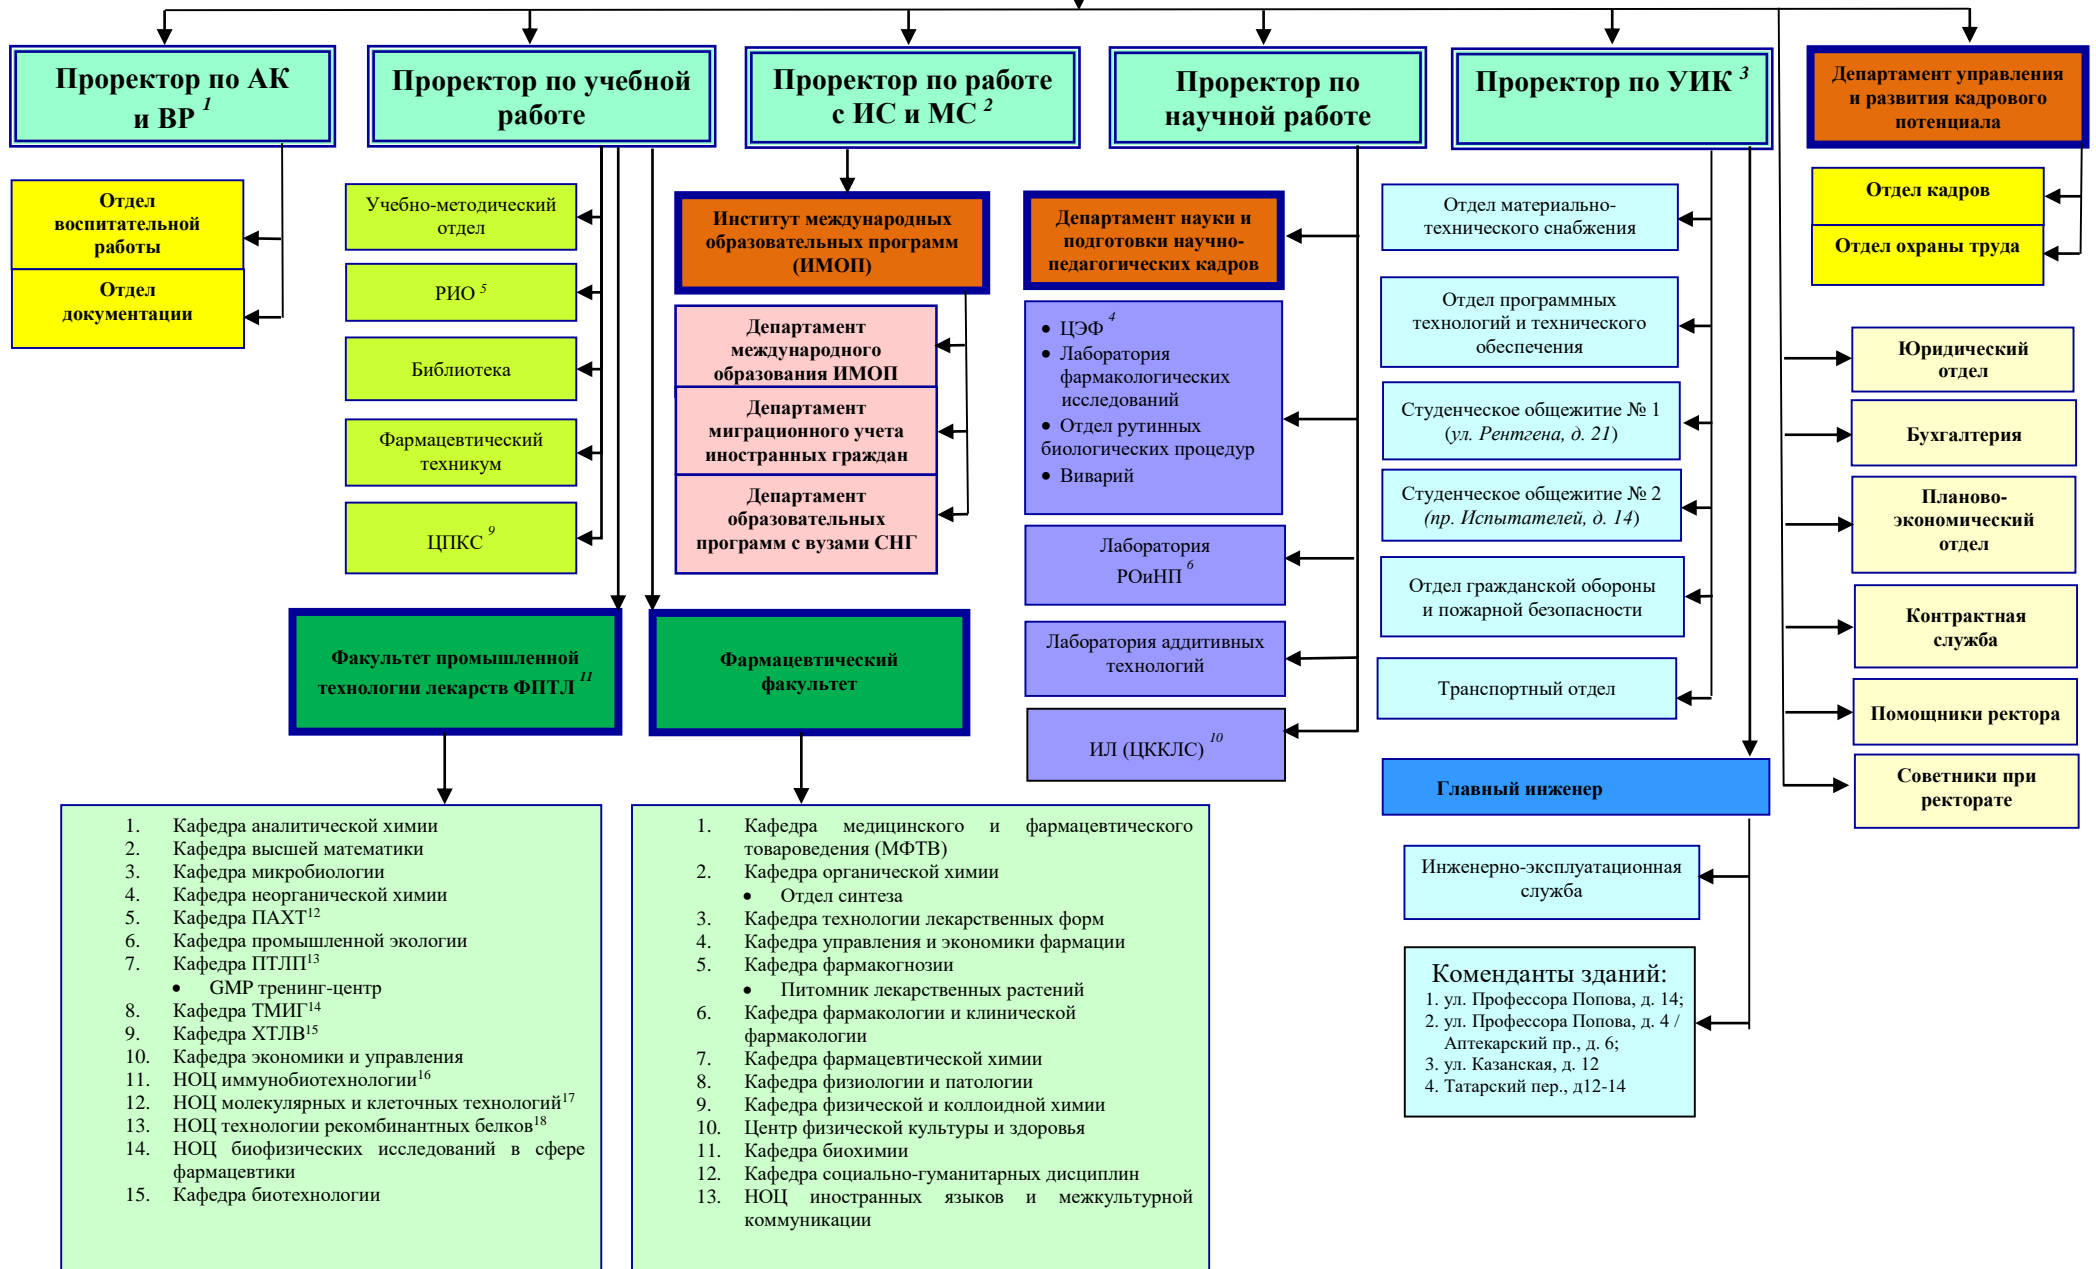 Проректор по АК
и ВР 1
Проректор по учебной
работе
Проректор по работе
с ИС и МС 2
Проректор по
научной работе
Проректор по УИК 3
Департамент управления
и развития кадрового
потенциала
Отдел
воспитательной
работы
Отдел
документации
Учебно-методический
отдел
РИО 5
Библиотека
Фармацевтический
техникум
ЦПКС 9
Институт международных
образовательных программ
(ИМОП)
Департамент
международного
образования ИМОП
Департамент
миграционного учета
иностранных граждан
Департамент
образовательных
программ с вузами СНГ
Департамент науки и
подготовки научно-
педагогических кадров
• ЦЭФ 4
• Лаборатория
фармакологических
исследований
• Отдел рутинных
биологических процедур
• Виварий
Лаборатория
РОиНП 6
Лаборатория аддитивных
технологий
ИЛ (ЦККЛС) 10
Отдел материально-
технического снабжения
Отдел программных
технологий и технического
обеспечения
Студенческое общежитие № 1
(ул. Рентгена, д. 21)
Студенческое общежитие № 2
(пр. Испытателей, д. 14)
Отдел гражданской обороны
и пожарной безопасности
Транспортный отдел
Главный инженер
Инженерно-эксплуатационная
служба
Коменданты зданий:
1. ул. Профессора Попова, д. 14;
2. ул. Профессора Попова, д. 4 /
Аптекарский пр., д. 6;
3. ул. Казанская, д. 12
4. Татарский пер., д12-14
Отдел кадров
Отдел охраны труда
Юридический
отдел
Бухгалтерия
Планово-
экономический
отдел
Контрактная
служба
Помощники ректора
Советники при
ректорате
Факультет промышленной
технологии лекарств ФПТЛ 11
Фармацевтический
факультет
1. Кафедра аналитической химии
2. Кафедра высшей математики
3. Кафедра микробиологии
4. Кафедра неорганической химии
5. Кафедра ПАХТ12
6. Кафедра промышленной экологии
7. Кафедра ПТЛП13
• GMP тренинг-центр
8. Кафедра ТМИГ14
9. Кафедра ХТЛВ15
10. Кафедра экономики и управления
11. НОЦ иммунобиотехнологии16
12. НОЦ молекулярных и клеточных технологий17
13. НОЦ технологии рекомбинантных белков18
14. НОЦ биофизических исследований в сфере
фармацевтики
15. Кафедра биотехнологии
1. Кафедра медицинского и фармацевтического
товароведения (МФТВ)
2. Кафедра органической химии
• Отдел синтеза
3. Кафедра технологии лекарственных форм
4. Кафедра управления и экономики фармации
5. Кафедра фармакогнозии
• Питомник лекарственных растений
6. Кафедра фармакологии и клинической
фармакологии
7. Кафедра фармацевтической химии
8. Кафедра физиологии и патологии
9. Кафедра физической и коллоидной химии
10. Центр физической культуры и здоровья
11. Кафедра биохимии
12. Кафедра социально-гуманитарных дисциплин
13. НОЦ иностранных языков и межкультурной
коммуникации